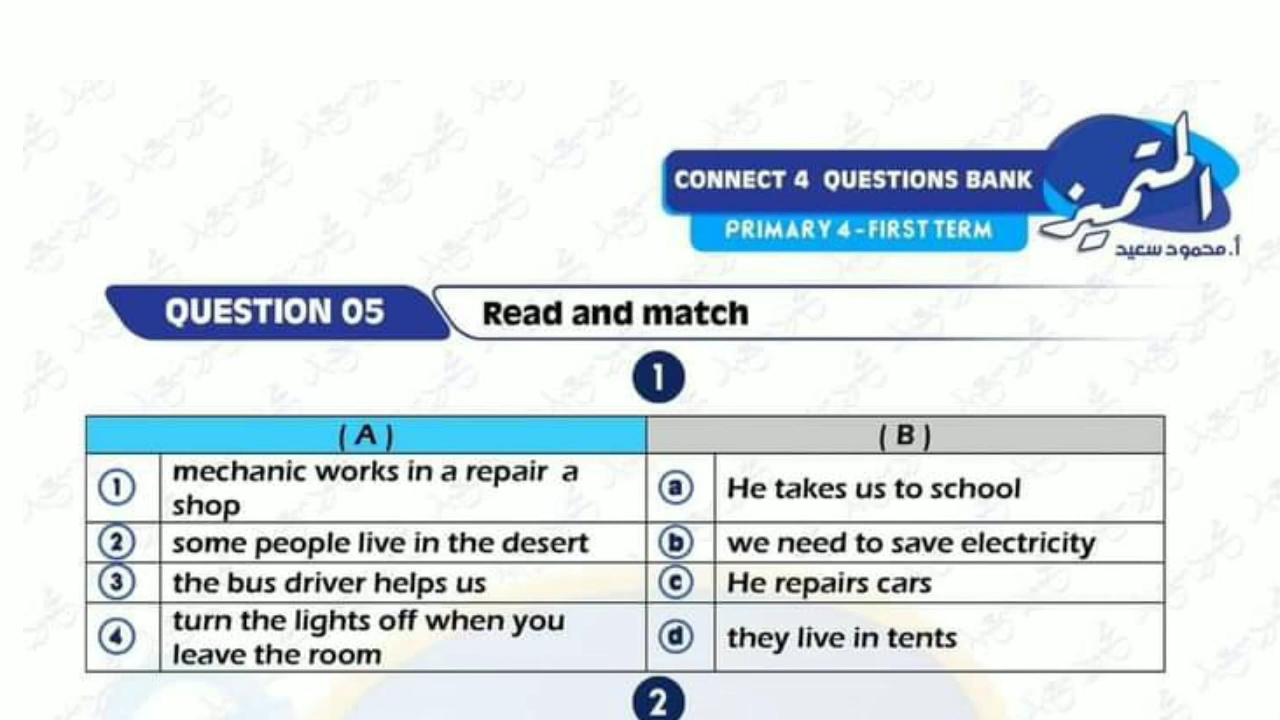 CONNECT 4 QUESTIONS BANK
المتميز
PRIMARY 4 - FIRST TERM
أ. محمود سعيد
QUESTION 05 Read and match
1
( A ) ( B )
1 mechanic works in a repair a
shop
a He takes us to school
2 some people live in the desert b we need to save electricity
3 the bus driver helps us c He repairs cars
4 turn the lights off when you
leave the room
d they live in tents
2